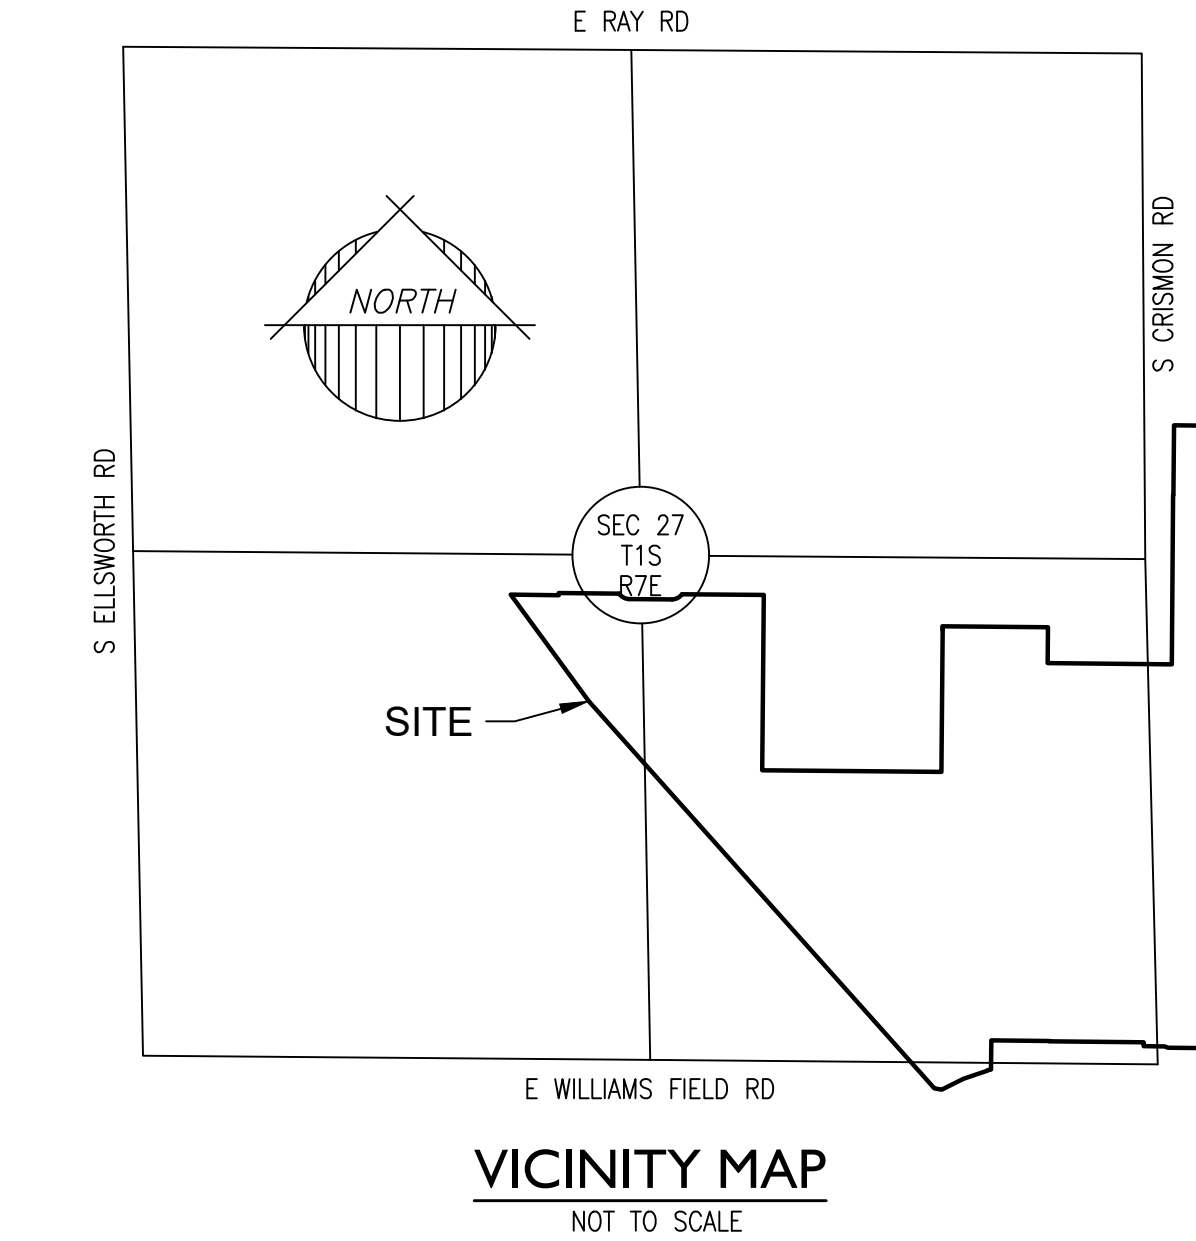 E RAY RD
S CRISMON RD
NORTH
S ELLSWORTH RD
SEC 27
T1S
R7E
SITE
E WILLIAMS FIELD RD
VICINITY MAP
NOT TO SCALE